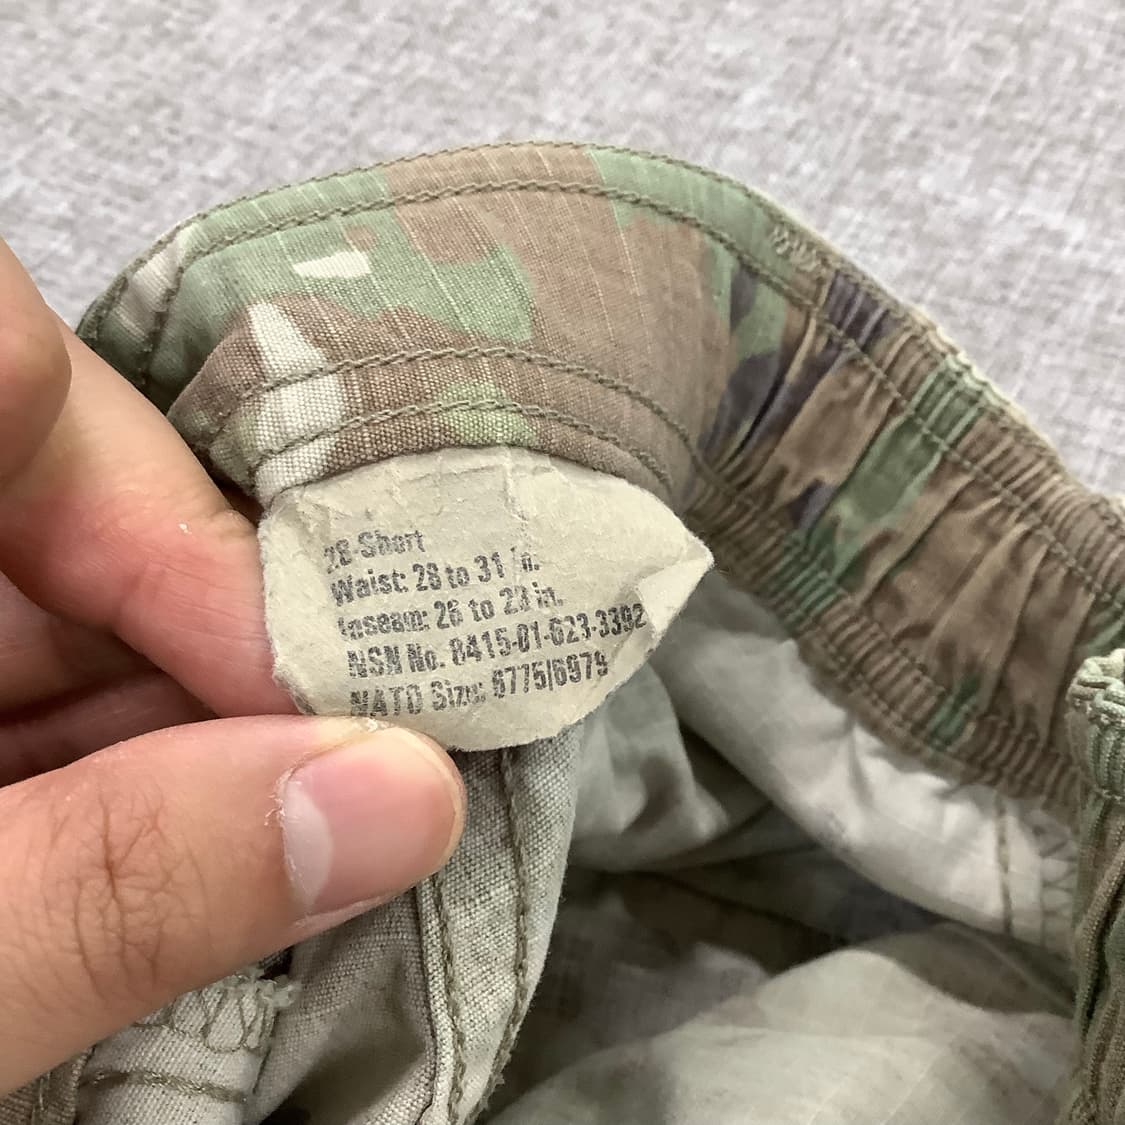 28-Short
Waist: 28 to 31 in.
Inseam: 26 to 28 in.
NSN No. 8415-01-623-3392
NATO Size: 6775/6979